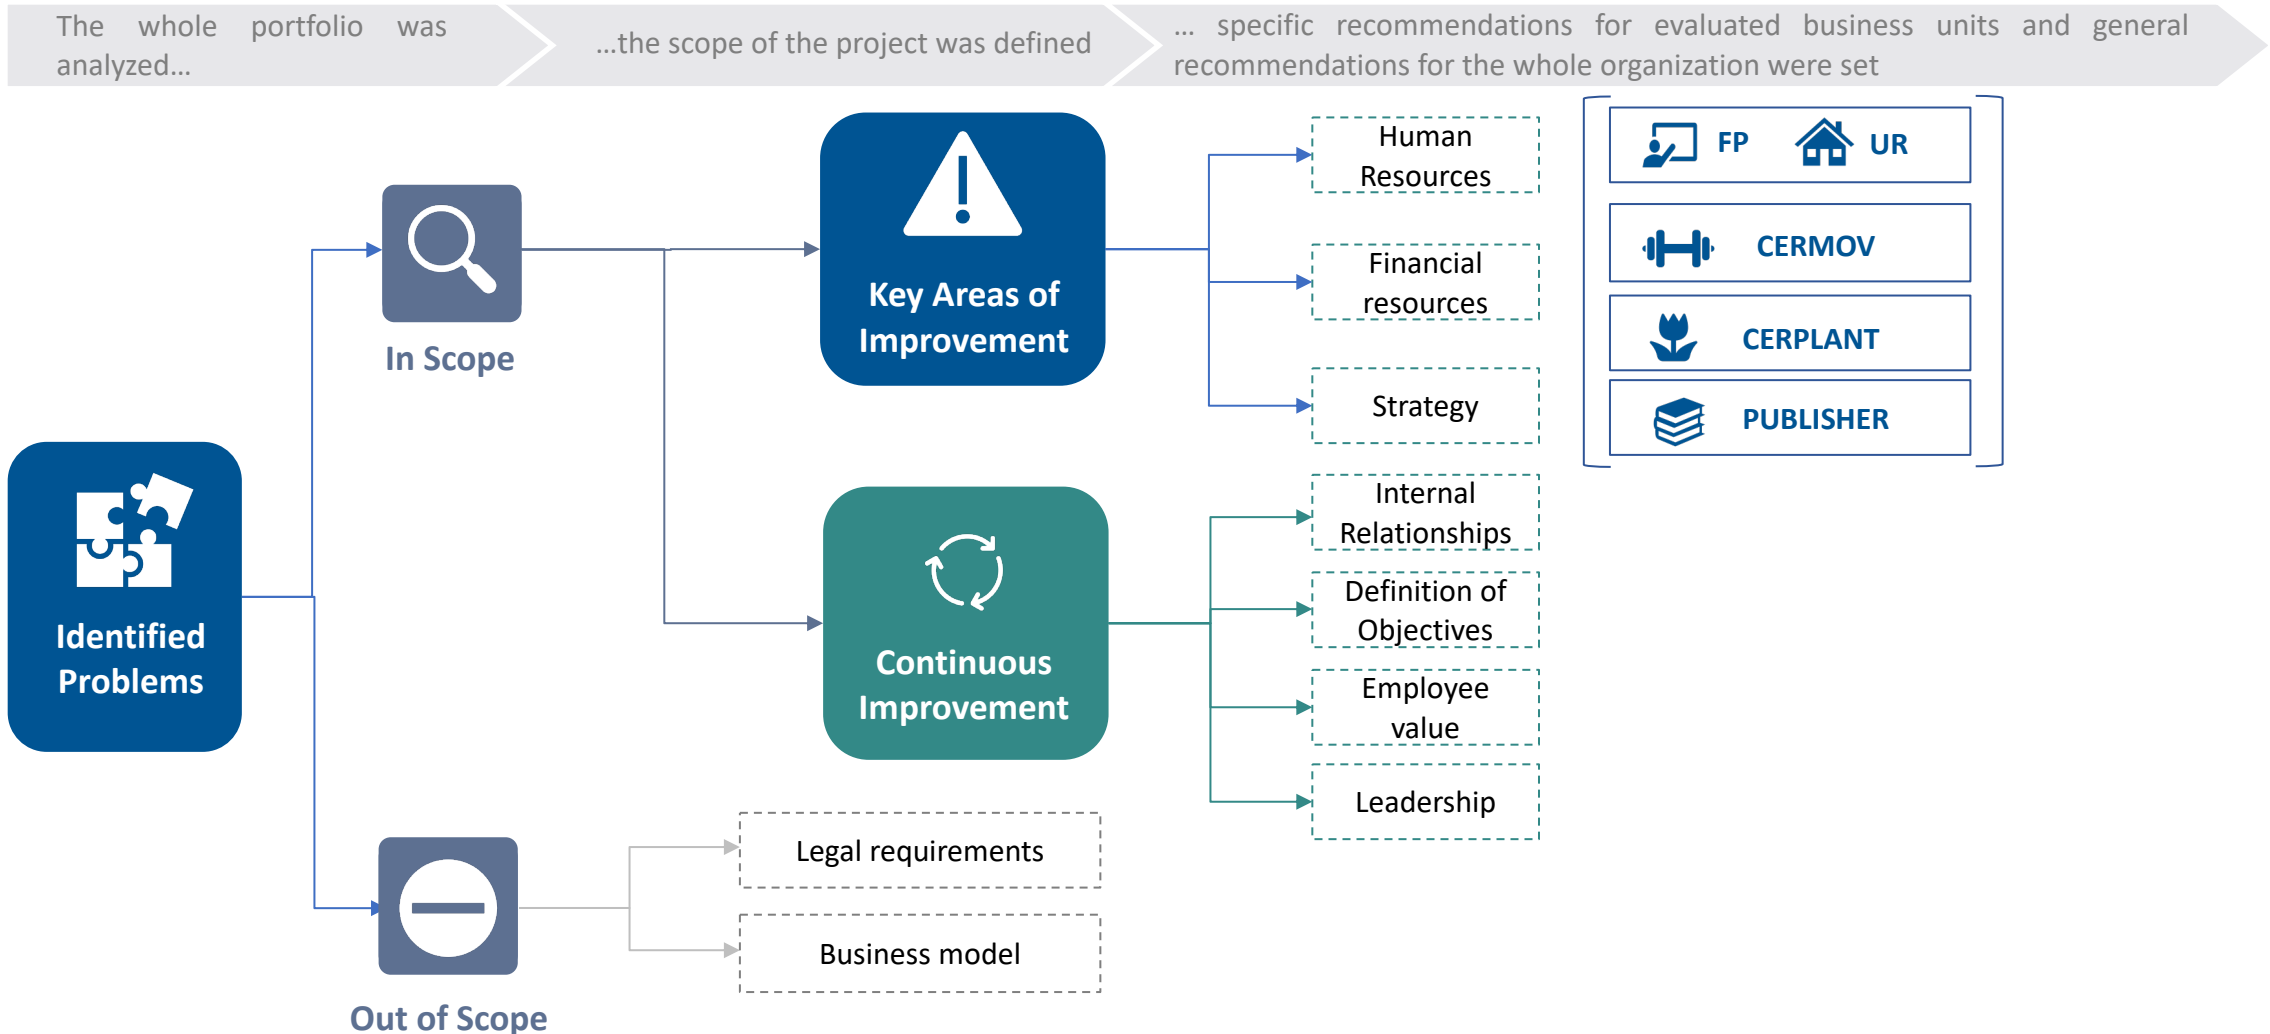 The whole portfolio was
analyzed...
...the scope of the project was defined
... specific recommendations for evaluated business units and general
recommendations for the whole organization were set
Identified
Problems
In Scope
Out of Scope
Key Areas of
Improvement
Continuous
Improvement
Legal requirements
Business model
Human
Resources
Financial
resources
Strategy
Internal
Relationships
Definition of
Objectives
Employee
value
Leadership
FP UR
CERMOV
CERPLANT
PUBLISHER